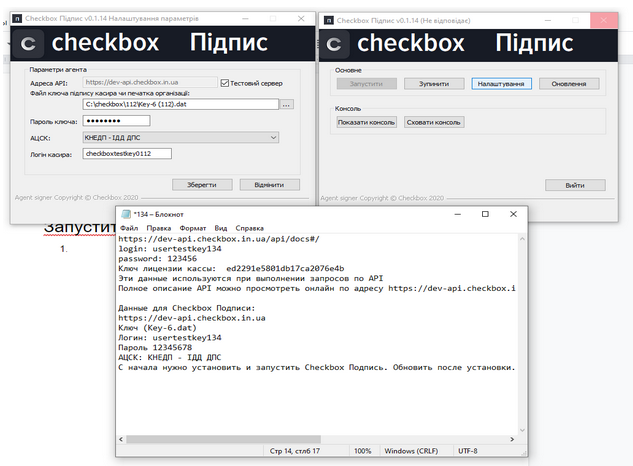 Checkbox Підпис v0.1.14 Налаштування параметрів
checkbox Підпис
Параметри агента
Адреса API: https://dev-api.checkbox.in.ua Тестовий сервер
Файл ключа підпису касира чи печатка організації:
C:\checkbox\112\Key-6 (112).dat ...
Пароль ключа: ●●●●●●●●
АЦСК: КНЕДП - ІДД ДПС
Логін касира: checkboxtestkey0112
Зберегти Відмінити
Agent signer Copyright © Checkbox 2020
Checkbox Підпис v0.1.14 (Не відповідає)
checkbox Підпис
Основне
Запустити Зупинити Налаштування Оновлення
Консоль
Показати консоль Сховати консоль
Вийти
Agent signer Copyright © Checkbox 2020
Запустит
1.
*134 – Блокнот
Файл Правка Формат Вид Справка
https://dev-api.checkbox.in.ua/api/docs#/
login: usertestkey134
password: 123456
Ключ лицензии кассы: ed2291e5801db17ca2076e4b
Эти данные используются при выполнении запросов по API
Полное описание API можно просмотреть онлайн по адресу https://dev-api.checkbox.i
Данные для Checkbox Подписи:
https://dev-api.checkbox.in.ua
Ключ (Key-6.dat)
Логин: usertestkey134
Пароль 12345678
АЦСК: КНЕДП - ІДД ДПС
С начала нужно установить и запустить Checkbox Подпись. Обновить после установки.
Стр 14, стлб 17 100% Windows (CRLF) UTF-8